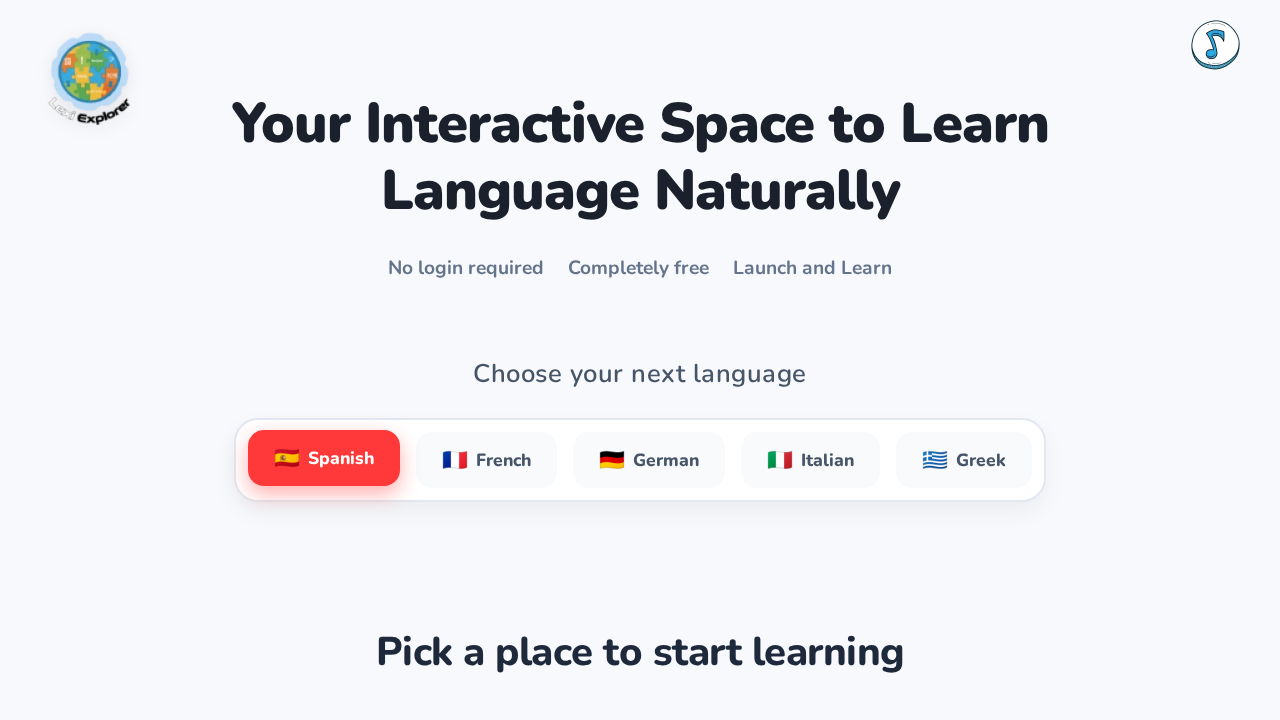 Lexi Explorer
Your Interactive Space to Learn
Language Naturally
No login required Completely free Launch and Learn
Choose your next language
Spanish French German Italian Greek
Pick a place to start learning